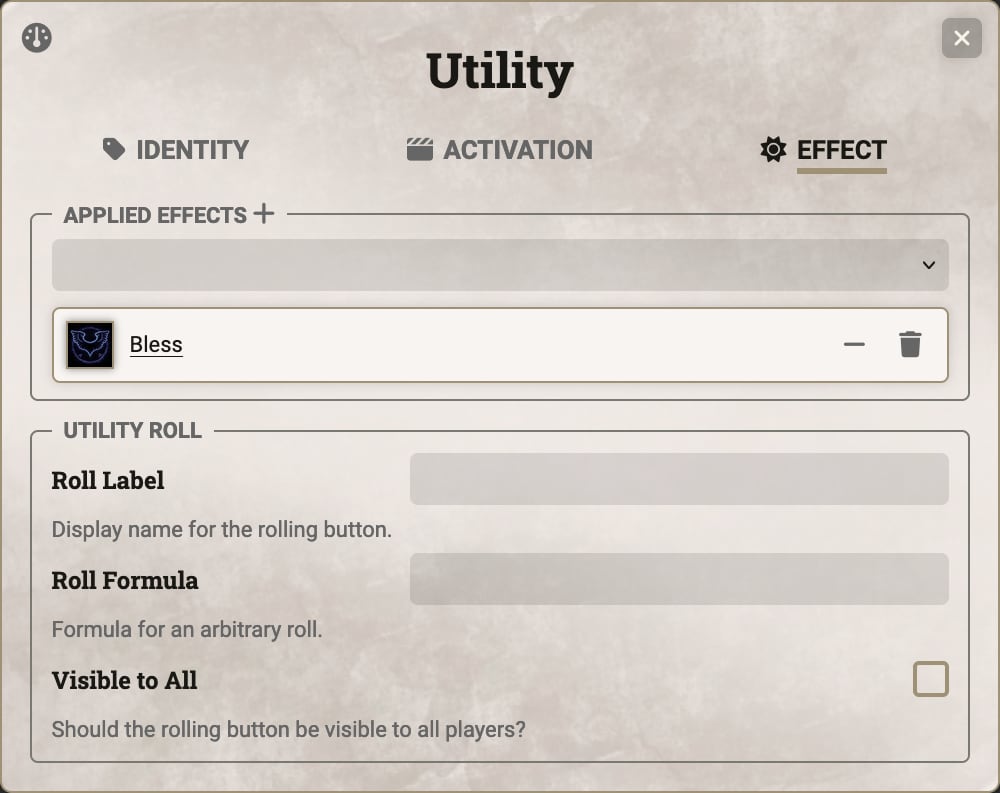 Utility
IDENTITY
ACTIVATION
EFFECT
APPLIED EFFECTS
Bless
UTILITY ROLL
Roll Label
Display name for the rolling button.
Roll Formula
Formula for an arbitrary roll.
Visible to All
Should the rolling button be visible to all players?